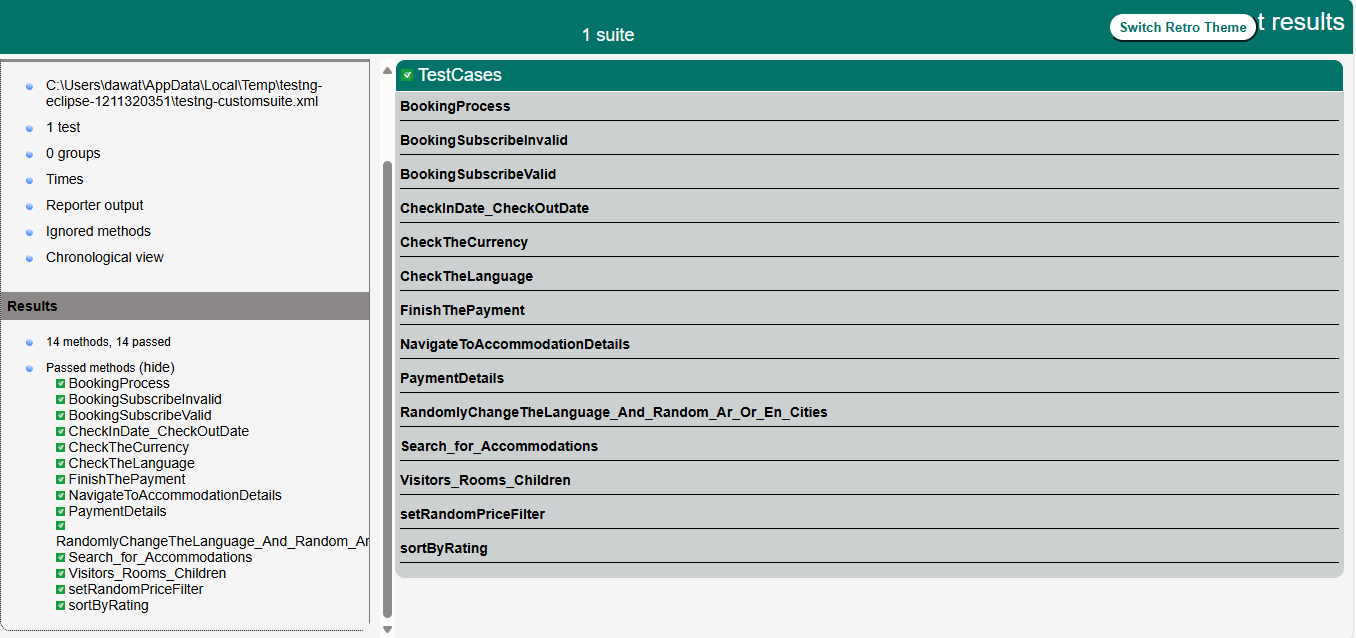 1 suite
Switch Retro Theme
t results
C:\Users\dawat\AppData\Local\Temp\testng-
eclipse-1211320351\testng-customsuite.xml
1 test
0 groups
Times
Reporter output
Ignored methods
Chronological view
Results
14 methods, 14 passed
Passed methods (hide)
BookingProcess
BookingSubscribeInvalid
BookingSubscribeValid
CheckInDate_CheckOutDate
CheckTheCurrency
CheckTheLanguage
FinishThePayment
NavigateToAccommodationDetails
PaymentDetails
RandomlyChangeTheLanguage_And_Random_Ar
Search_for_Accommodations
Visitors_Rooms_Children
setRandomPriceFilter
sortByRating
TestCases
BookingProcess
BookingSubscribeInvalid
BookingSubscribeValid
CheckInDate_CheckOutDate
CheckTheCurrency
CheckTheLanguage
FinishThePayment
NavigateToAccommodationDetails
PaymentDetails
RandomlyChangeTheLanguage_And_Random_Ar_Or_En_Cities
Search_for_Accommodations
Visitors_Rooms_Children
setRandomPriceFilter
sortByRating